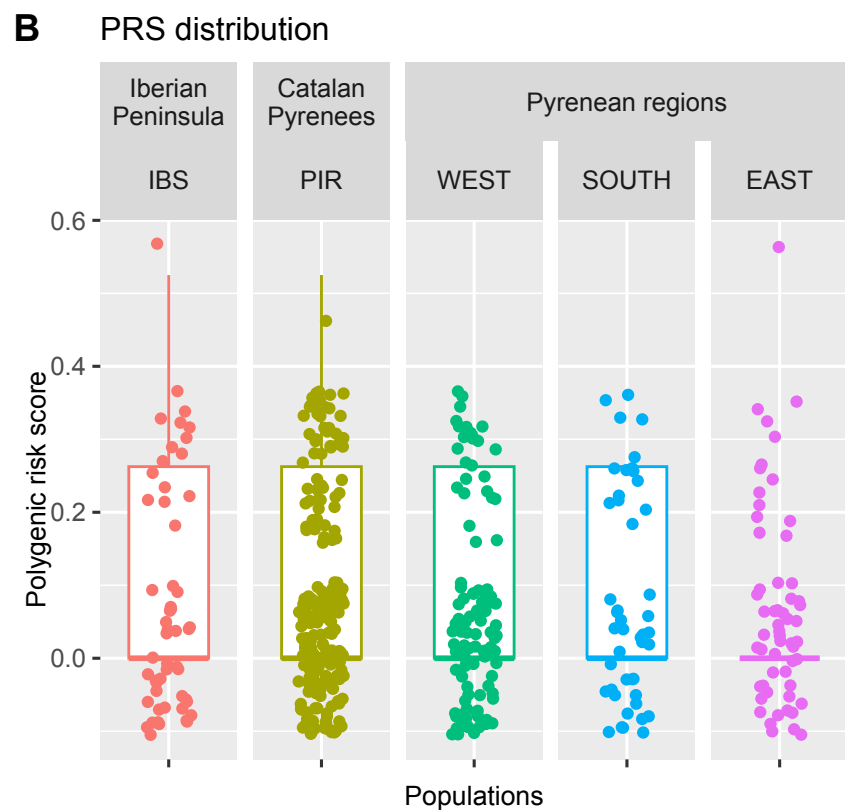 B PRS distribution
Iberian
Peninsula
Catalan
Pyrenees
Pyrenean regions
IBS
PIR
WEST
SOUTH
EAST
Polygenic risk score
0.6
0.4
0.2
0.0
Populations